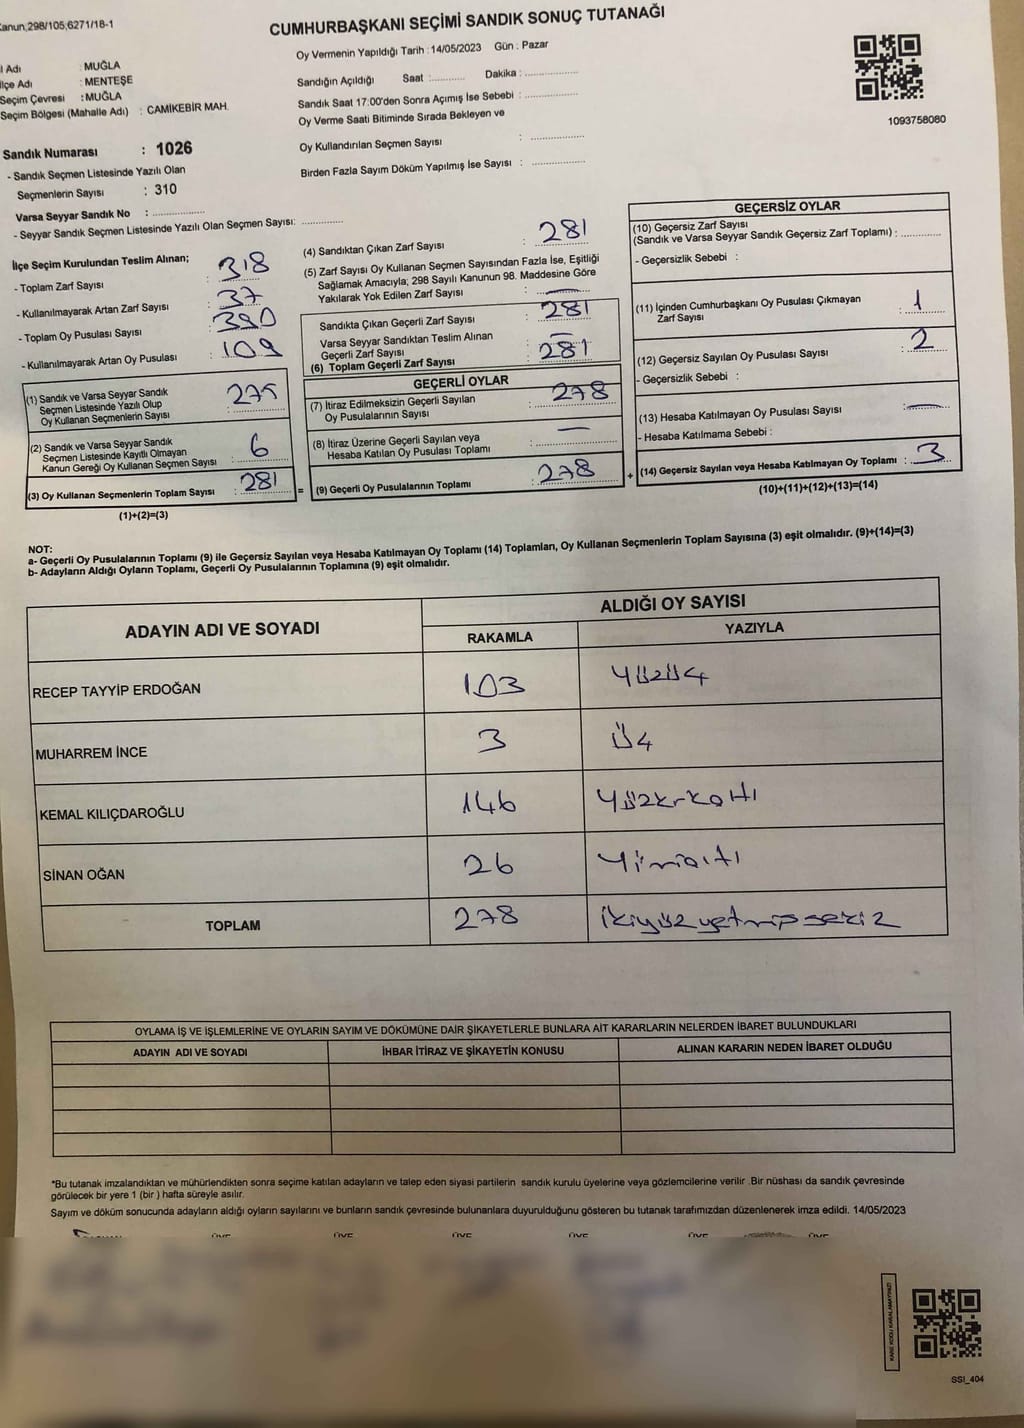 Kanun;298/105;6271/18-1
CUMHURBAŞKANI SEÇİMİ SANDIK SONUÇ TUTANAĞI
Oy Vermenin Yapıldığı Tarih : 14/05/2023 Gün : Pazar
l Adı : MUĞLA
lçe Adı : MENTEŞE
Seçim Çevresi : MUĞLA
Seçim Bölgesi (Mahalle Adı) : CAMİKEBİR MAH.
Sandığın Açıldığı Saat :........... Dakika : ................
Sandık Saat 17:00'den Sonra Açımış İse Sebebi : ................
Oy Verme Saati Bitiminde Sırada Bekleyen ve
Oy Kullandırılan Seçmen Sayısı : ................
Birden Fazla Sayım Döküm Yapılmış İse Sayısı : ................
1093758080
Sandık Numarası : 1026
- Sandık Seçmen Listesinde Yazılı Olan
Seçmenlerin Sayısı : 310
Varsa Seyyar Sandık No : ................
- Seyyar Sandık Seçmen Listesinde Yazılı Olan Seçmen Sayısı: ............
İlçe Seçim Kurulundan Teslim Alınan;
- Toplam Zarf Sayısı : 318
- Kullanılmayarak Artan Zarf Sayısı : 37
- Toplam Oy Pusulası Sayısı : 390
- Kullanılmayarak Artan Oy Pusulası : 109
(1) Sandık ve Varsa Seyyar Sandık
Seçmen Listesinde Yazılı Olup
Oy Kullanan Seçmenlerin Sayısı : 275
(2) Sandık ve Varsa Seyyar Sandık
Seçmen Listesinde Kayıtlı Olmayan
Kanun Gereği Oy Kullanan Seçmen Sayısı : 6
(3) Oy Kullanan Seçmenlerin Toplam Sayısı : 281 =
(1)+(2)=(3)
(4) Sandıktan Çıkan Zarf Sayısı : 281
(5) Zarf Sayısı Oy Kullanan Seçmen Sayısından Fazla İse, Eşitliği
Sağlamak Amacıyla; 298 Sayılı Kanunun 98. Maddesine Göre
Yakılarak Yok Edilen Zarf Sayısı : —
Sandıkta Çıkan Geçerli Zarf Sayısı : 281
Varsa Seyyar Sandıktan Teslim Alınan
Geçerli Zarf Sayısı : —
(6) Toplam Geçerli Zarf Sayısı : 281
GEÇERLİ OYLAR
(7) İtiraz Edilmeksizin Geçerli Sayılan
Oy Pusulalarının Sayısı : 278
(8) İtiraz Üzerine Geçerli Sayılan veya
Hesaba Katılan Oy Pusulası Toplamı : —
(9) Geçerli Oy Pusulalarının Toplamı : 278 +
GEÇERSİZ OYLAR
(10) Geçersiz Zarf Sayısı
(Sandık ve Varsa Seyyar Sandık Geçersiz Zarf Toplamı) : ............
- Geçersizlik Sebebi :
(11) İçinden Cumhurbaşkanı Oy Pusulası Çıkmayan
Zarf Sayısı : 1
(12) Geçersiz Sayılan Oy Pusulası Sayısı : 2
- Geçersizlik Sebebi :
(13) Hesaba Katılmayan Oy Pusulası Sayısı : —
- Hesaba Katılmama Sebebi :
(14) Geçersiz Sayılan veya Hesaba Katılmayan Oy Toplamı : 3
(10)+(11)+(12)+(13)=(14)
NOT:
a- Geçerli Oy Pusulalarının Toplamı (9) ile Geçersiz Sayılan veya Hesaba Katılmayan Oy Toplamı (14) Toplamları, Oy Kullanan Seçmenlerin Toplam Sayısına (3) eşit olmalıdır. (9)+(14)=(3)
b- Adayların Aldığı Oyların Toplamı, Geçerli Oy Pusulalarının Toplamına (9) eşit olmalıdır.
ADAYIN ADI VE SOYADI ALDIĞI OY SAYISI
RAKAMLA YAZIYLA
RECEP TAYYİP ERDOĞAN 103 Yüzüç
MUHARREM İNCE 3 Üç
KEMAL KILIÇDAROĞLU 146 Yüzkrkaltı
SİNAN OĞAN 26 Yirmialtı
TOPLAM 278 ikiyüzyetmişsekiz
OYLAMA İŞ VE İŞLEMLERİNE VE OYLARIN SAYIM VE DÖKÜMÜNE DAİR ŞİKAYETLERLE BUNLARA AİT KARARLARIN NELERDEN İBARET BULUNDUKLARI
ADAYIN ADI VE SOYADI İHBAR İTİRAZ VE ŞİKAYETİN KONUSU ALINAN KARARIN NEDEN İBARET OLDUĞU
*Bu tutanak imzalandıktan ve mühürlendikten sonra seçime katılan adayların ve talep eden siyasi partilerin sandık kurulu üyelerine veya gözlemcilerine verilir .Bir nüshası da sandık çevresinde
görülecek bir yere 1 (bir ) hafta süreyle asılır.
Sayım ve döküm sonucunda adayların aldığı oyların sayılarını ve bunların sandık çevresinde bulunanlara duyurulduğunu gösteren bu tutanak tarafımızdan düzenlenerek imza edildi. 14/05/2023
ÜYE ÜYE ÜYE ÜYE ÜYE ÜYE
KARE KODU KARALAMAYINIZ!
SSI_404